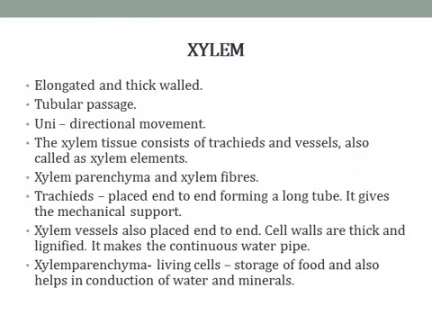 XYLEM
• Elongated and thick walled.
• Tubular passage.
• Uni – directional movement.
• The xylem tissue consists of trachieds and vessels, also
called as xylem elements.
• Xylem parenchyma and xylem fibres.
• Trachieds – placed end to end forming a long tube. It gives
the mechanical support.
• Xylem vessels also placed end to end. Cell walls are thick and
lignified. It makes the continuous water pipe.
• Xylemparenchyma- living cells – storage of food and also
helps in conduction of water and minerals.